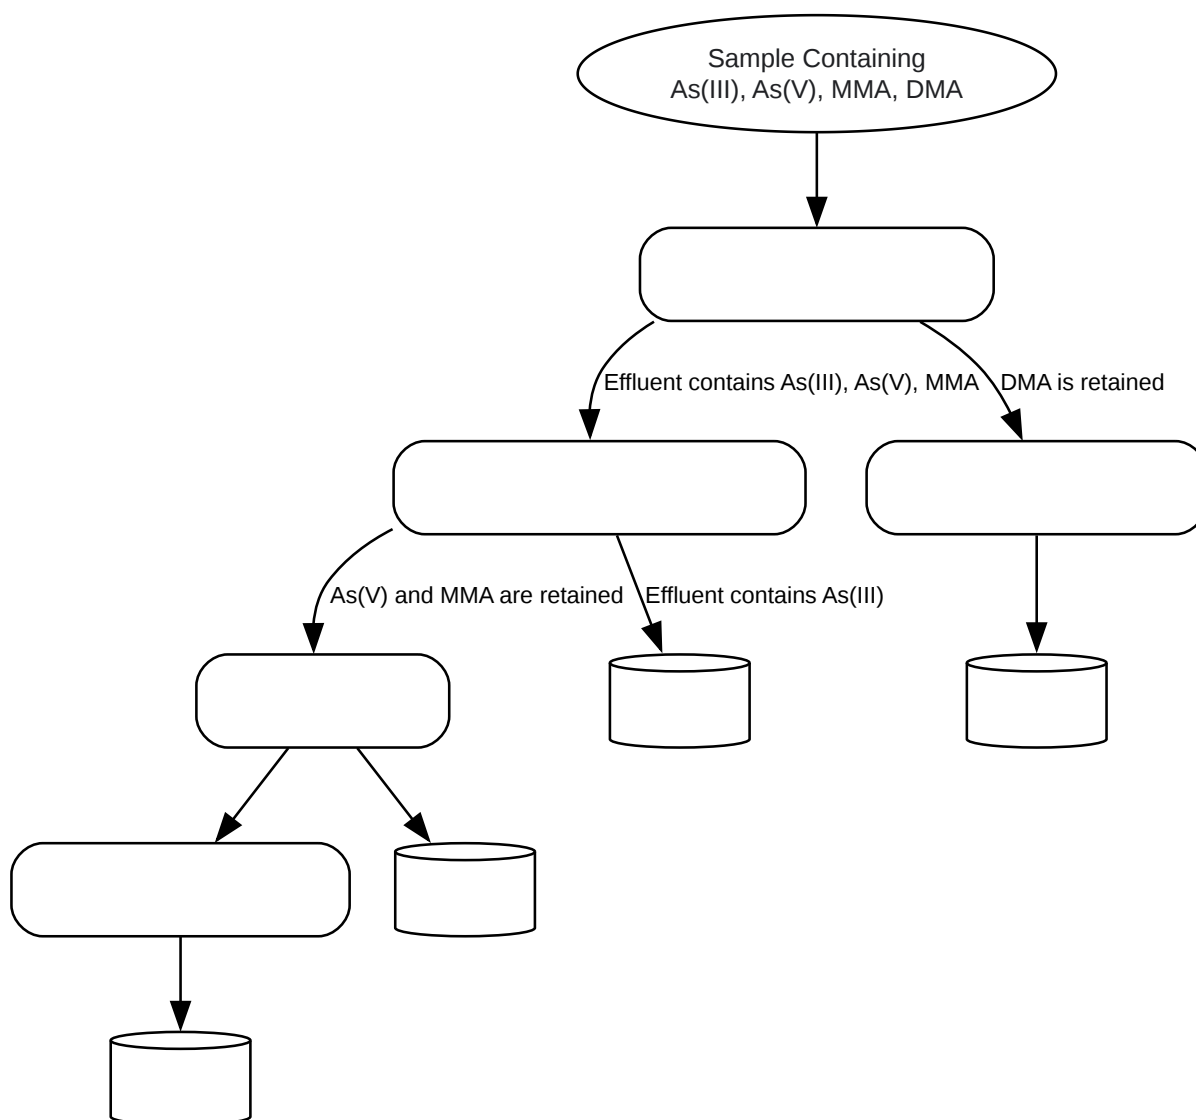 Sample Containing
As(III), As(V), MMA, DMA
Effluent contains As(III), As(V), MMA
DMA is retained
As(V) and MMA are retained
Effluent contains As(III)